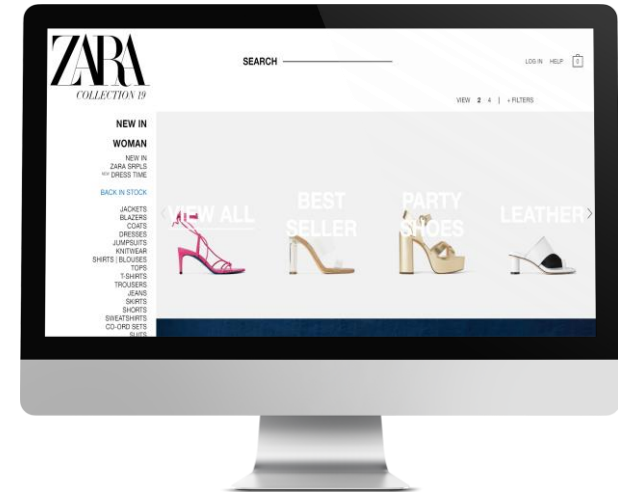 ZARA
COLLECTION 19
SEARCH
LOG IN HELP 0
VIEW 2 4 | + FILTERS
NEW IN
WOMAN
NEW IN
ZARA SRPLS
NEW DRESS TIME
BACK IN STOCK
JACKETS
BLAZERS
COATS
DRESSES
JUMPSUITS
KNITWEAR
SHIRTS | BLOUSES
TOPS
T-SHIRTS
TROUSERS
JEANS
SKIRTS
SHORTS
SWEATSHIRTS
CO-ORD SETS
SUITS
VIEW ALL
BEST
SELLER
PARTY
SHOES
LEATHER